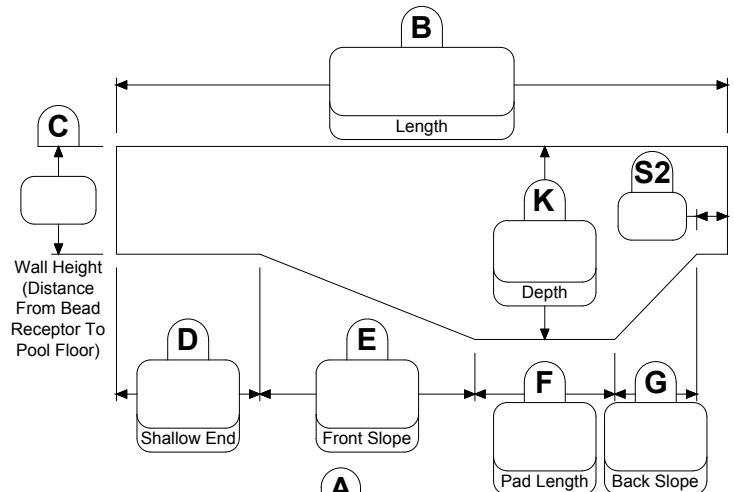 B
Length
C
S2
K
Wall Height
(Distance
From Bead
Receptor To
Pool Floor)
Depth
D
E
F
G
Shallow End
Front Slope
Pad Length
Back Slope
A